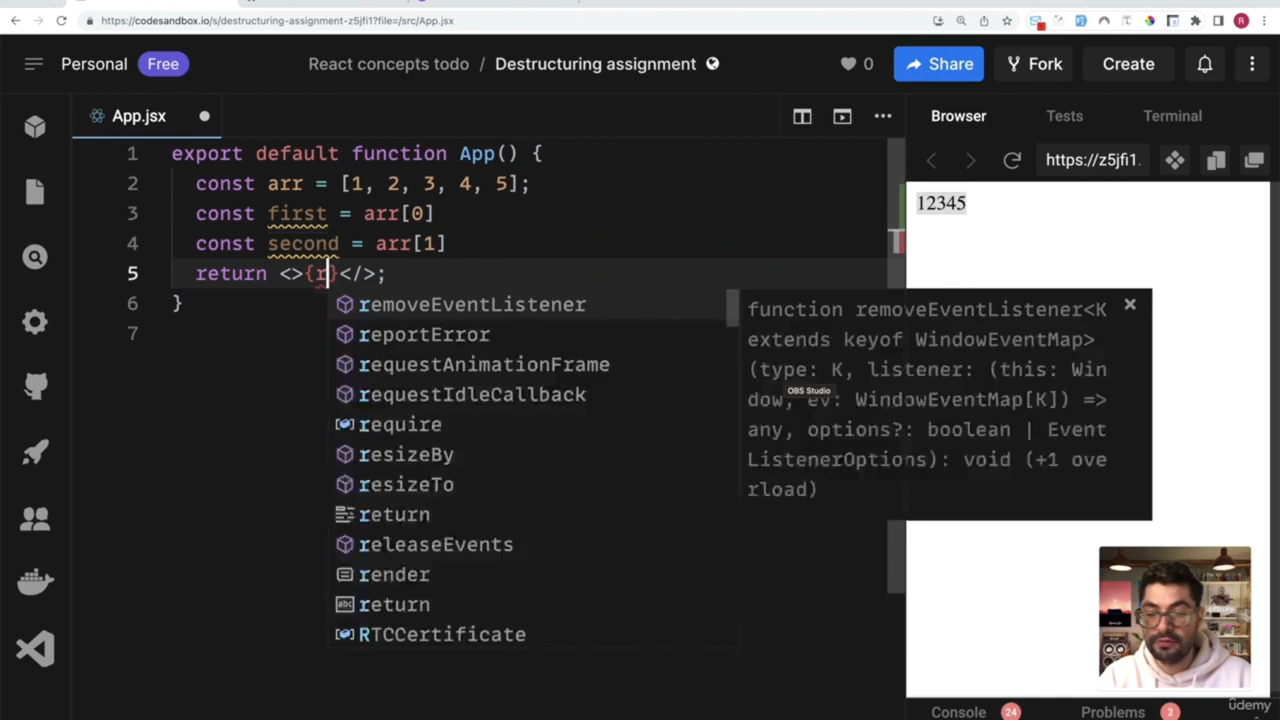 https://codesandbox.io/s/destructuring-assignment-z5jfi1?file=/src/App.jsx
R
Personal
Free
React concepts todo / Destructuring assignment
0
Share
Fork
Create
App.jsx
Browser
Tests
Terminal
https://z5jfi1.
1 export default function App() {
2 const arr = [1, 2, 3, 4, 5];
3 const first = arr[0]
4 const second = arr[1]
5 return <>{r}</>;
6 }
7
12345
removeEventListener
reportError
requestAnimationFrame
requestIdleCallback
require
resizeBy
resizeTo
return
releaseEvents
render
return
RTCCertificate
function removeEventListener<K
extends keyof WindowEventMap>
(type: K, listener: (this: Win
dow, ev: WindowEventMap[K]) =>
any, options?: boolean | Event
ListenerOptions): void (+1 ove
rload)
OBS Studio
Console 24
Problems 3
ûdemy